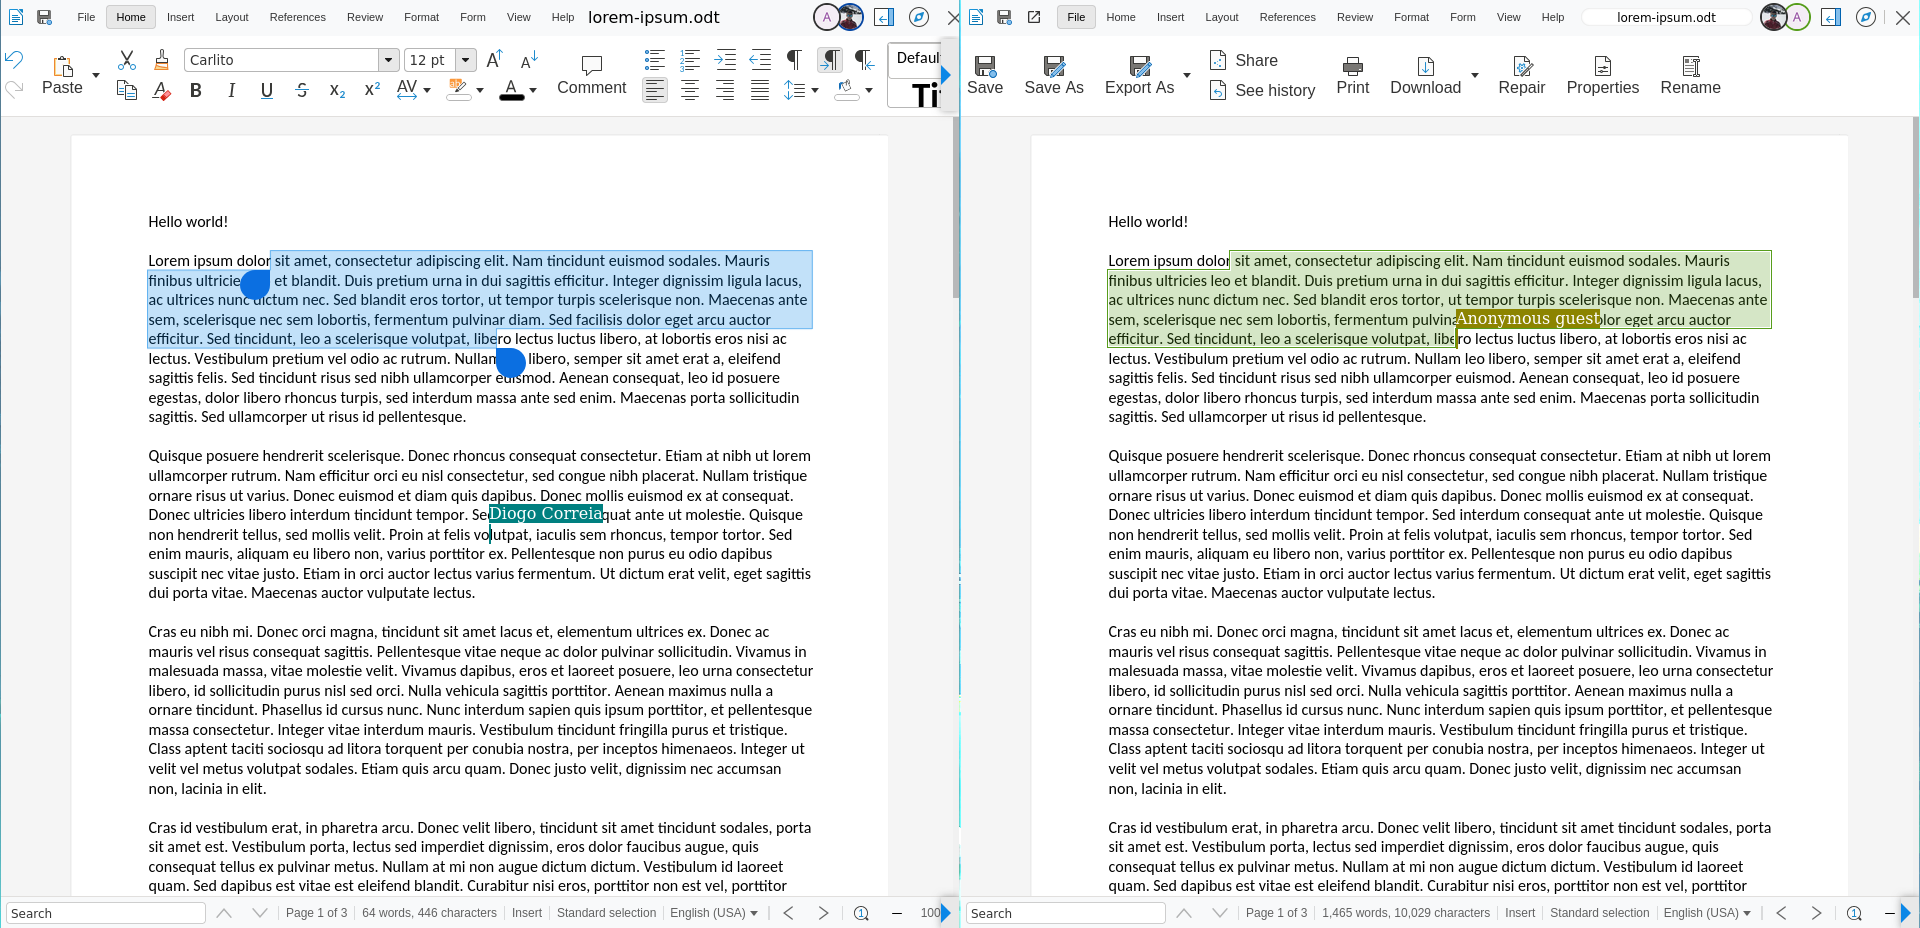 File Home Insert Layout References Review Format Form View Help lorem-ipsum.odt A
Carlito 12 pt
Paste B I U S x₂ x² AV A Comment
Default
Ti
Hello world!
Lorem ipsum dolor sit amet, consectetur adipiscing elit. Nam tincidunt euismod sodales. Mauris
finibus ultricie et blandit. Duis pretium urna in dui sagittis efficitur. Integer dignissim ligula lacus,
ac ultrices nunc dictum nec. Sed blandit eros tortor, ut tempor turpis scelerisque non. Maecenas ante
sem, scelerisque nec sem lobortis, fermentum pulvinar diam. Sed facilisis dolor eget arcu auctor
efficitur. Sed tincidunt, leo a scelerisque volutpat, libero lectus luctus libero, at lobortis eros nisi ac
lectus. Vestibulum pretium vel odio ac rutrum. Nullam libero, semper sit amet erat a, eleifend
sagittis felis. Sed tincidunt risus sed nibh ullamcorper euismod. Aenean consequat, leo id posuere
egestas, dolor libero rhoncus turpis, sed interdum massa ante sed enim. Maecenas porta sollicitudin
sagittis. Sed ullamcorper ut risus id pellentesque.
Quisque posuere hendrerit scelerisque. Donec rhoncus consequat consectetur. Etiam at nibh ut lorem
ullamcorper rutrum. Nam efficitur orci eu nisl consectetur, sed congue nibh placerat. Nullam tristique
ornare risus ut varius. Donec euismod et diam quis dapibus. Donec mollis euismod ex at consequat.
Donec ultricies libero interdum tincidunt tempor. Sed Diogo Correia quat ante ut molestie. Quisque
non hendrerit tellus, sed mollis velit. Proin at felis volutpat, iaculis sem rhoncus, tempor tortor. Sed
enim mauris, aliquam eu libero non, varius porttitor ex. Pellentesque non purus eu odio dapibus
suscipit nec vitae justo. Etiam in orci auctor lectus varius fermentum. Ut dictum erat velit, eget sagittis
dui porta vitae. Maecenas auctor vulputate lectus.
Cras eu nibh mi. Donec orci magna, tincidunt sit amet lacus et, elementum ultrices ex. Donec ac
mauris vel risus consequat sagittis. Pellentesque vitae neque ac dolor pulvinar sollicitudin. Vivamus in
malesuada massa, vitae molestie velit. Vivamus dapibus, eros et laoreet posuere, leo urna consectetur
libero, id sollicitudin purus nisl sed orci. Nulla vehicula sagittis porttitor. Aenean maximus nulla a
ornare tincidunt. Phasellus id cursus nunc. Nunc interdum sapien quis ipsum porttitor, et pellentesque
massa consectetur. Integer vitae interdum mauris. Vestibulum tincidunt fringilla purus et tristique.
Class aptent taciti sociosqu ad litora torquent per conubia nostra, per inceptos himenaeos. Integer ut
velit vel metus volutpat sodales. Etiam quis arcu quam. Donec justo velit, dignissim nec accumsan
non, lacinia in elit.
Cras id vestibulum erat, in pharetra arcu. Donec velit libero, tincidunt sit amet tincidunt sodales, porta
sit amet est. Vestibulum porta, lectus sed imperdiet dignissim, eros dolor faucibus augue, quis
consequat tellus ex pulvinar metus. Nullam at mi non augue dictum dictum. Vestibulum id laoreet
quam. Sed dapibus est vitae est eleifend blandit. Curabitur nisi eros, porttitor non est vel, porttitor
Search Page 1 of 3 64 words, 446 characters Insert Standard selection English (USA) 100
File Home Insert Layout References Review Format Form View Help lorem-ipsum.odt A
Share
Save Save As Export As See history Print Download Repair Properties Rename
Hello world!
Lorem ipsum dolor sit amet, consectetur adipiscing elit. Nam tincidunt euismod sodales. Mauris
finibus ultricies leo et blandit. Duis pretium urna in dui sagittis efficitur. Integer dignissim ligula lacus,
ac ultrices nunc dictum nec. Sed blandit eros tortor, ut tempor turpis scelerisque non. Maecenas ante
sem, scelerisque nec sem lobortis, fermentum pulvina Anonymous guest olor eget arcu auctor
efficitur. Sed tincidunt, leo a scelerisque volutpat, libero lectus luctus libero, at lobortis eros nisi ac
lectus. Vestibulum pretium vel odio ac rutrum. Nullam leo libero, semper sit amet erat a, eleifend
sagittis felis. Sed tincidunt risus sed nibh ullamcorper euismod. Aenean consequat, leo id posuere
egestas, dolor libero rhoncus turpis, sed interdum massa ante sed enim. Maecenas porta sollicitudin
sagittis. Sed ullamcorper ut risus id pellentesque.
Quisque posuere hendrerit scelerisque. Donec rhoncus consequat consectetur. Etiam at nibh ut lorem
ullamcorper rutrum. Nam efficitur orci eu nisl consectetur, sed congue nibh placerat. Nullam tristique
ornare risus ut varius. Donec euismod et diam quis dapibus. Donec mollis euismod ex at consequat.
Donec ultricies libero interdum tincidunt tempor. Sed interdum consequat ante ut molestie. Quisque
non hendrerit tellus, sed mollis velit. Proin at felis volutpat, iaculis sem rhoncus, tempor tortor. Sed
enim mauris, aliquam eu libero non, varius porttitor ex. Pellentesque non purus eu odio dapibus
suscipit nec vitae justo. Etiam in orci auctor lectus varius fermentum. Ut dictum erat velit, eget sagittis
dui porta vitae. Maecenas auctor vulputate lectus.
Cras eu nibh mi. Donec orci magna, tincidunt sit amet lacus et, elementum ultrices ex. Donec ac
mauris vel risus consequat sagittis. Pellentesque vitae neque ac dolor pulvinar sollicitudin. Vivamus in
malesuada massa, vitae molestie velit. Vivamus dapibus, eros et laoreet posuere, leo urna consectetur
libero, id sollicitudin purus nisl sed orci. Nulla vehicula sagittis porttitor. Aenean maximus nulla a
ornare tincidunt. Phasellus id cursus nunc. Nunc interdum sapien quis ipsum porttitor, et pellentesque
massa consectetur. Integer vitae interdum mauris. Vestibulum tincidunt fringilla purus et tristique.
Class aptent taciti sociosqu ad litora torquent per conubia nostra, per inceptos himenaeos. Integer ut
velit vel metus volutpat sodales. Etiam quis arcu quam. Donec justo velit, dignissim nec accumsan
non, lacinia in elit.
Cras id vestibulum erat, in pharetra arcu. Donec velit libero, tincidunt sit amet tincidunt sodales, porta
sit amet est. Vestibulum porta, lectus sed imperdiet dignissim, eros dolor faucibus augue, quis
consequat tellus ex pulvinar metus. Nullam at mi non augue dictum dictum. Vestibulum id laoreet
quam. Sed dapibus est vitae est eleifend blandit. Curabitur nisi eros, porttitor non est vel, porttitor
Search Page 1 of 3 1,465 words, 10,029 characters Insert Standard selection English (USA)